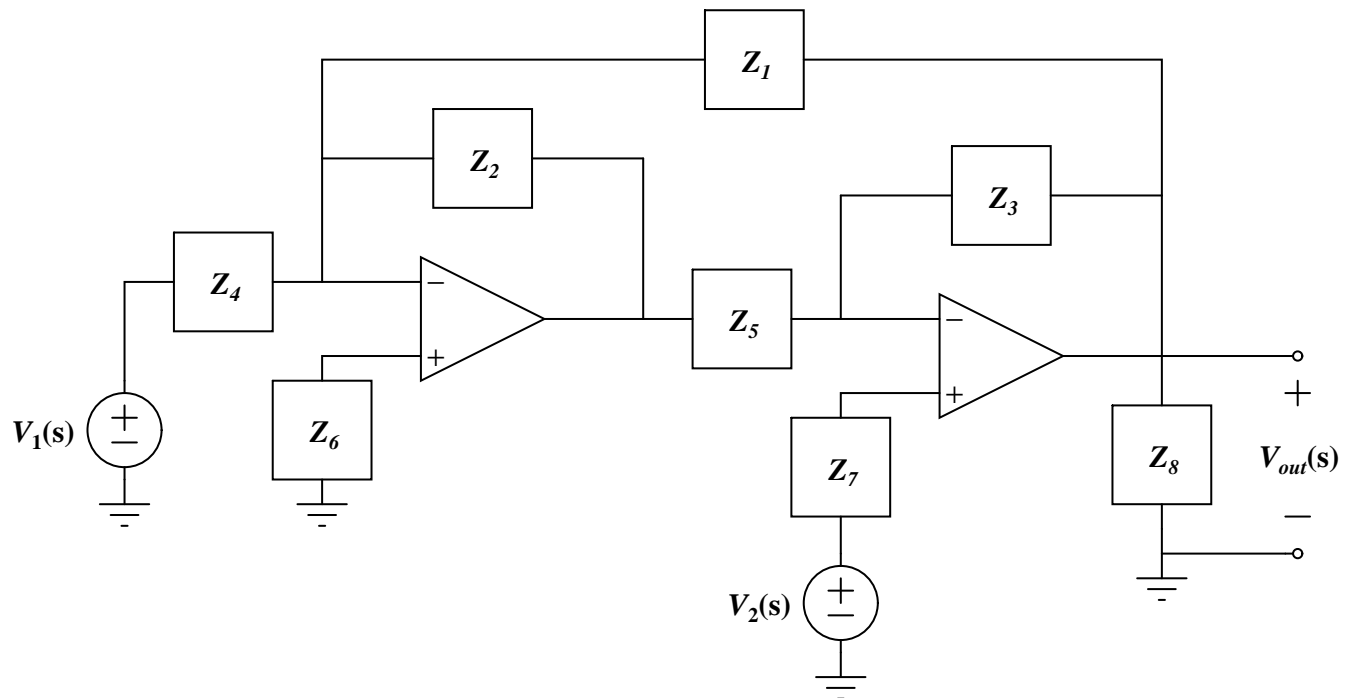 Z1
Z2
Z3
Z4
−
+
Z5
−
+
V1(s)
+
−
Z6
Z7
Z8
+
Vout(s)
−
V2(s)
+
−